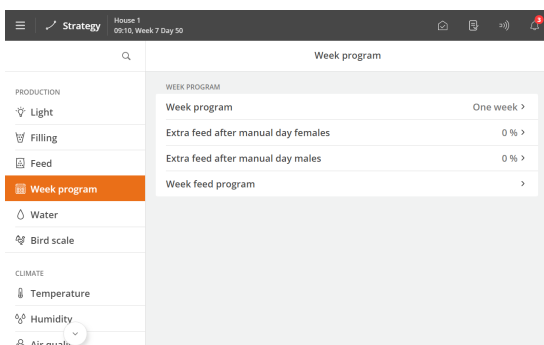 Strategy
House 1
09:10, Week 7 Day 50
3
Week program
PRODUCTION
Light
Filling
Feed
Week program
Water
Bird scale
CLIMATE
Temperature
Humidity
WEEK PROGRAM
Week program One week
Extra feed after manual day females 0 %
Extra feed after manual day males 0 %
Week feed program